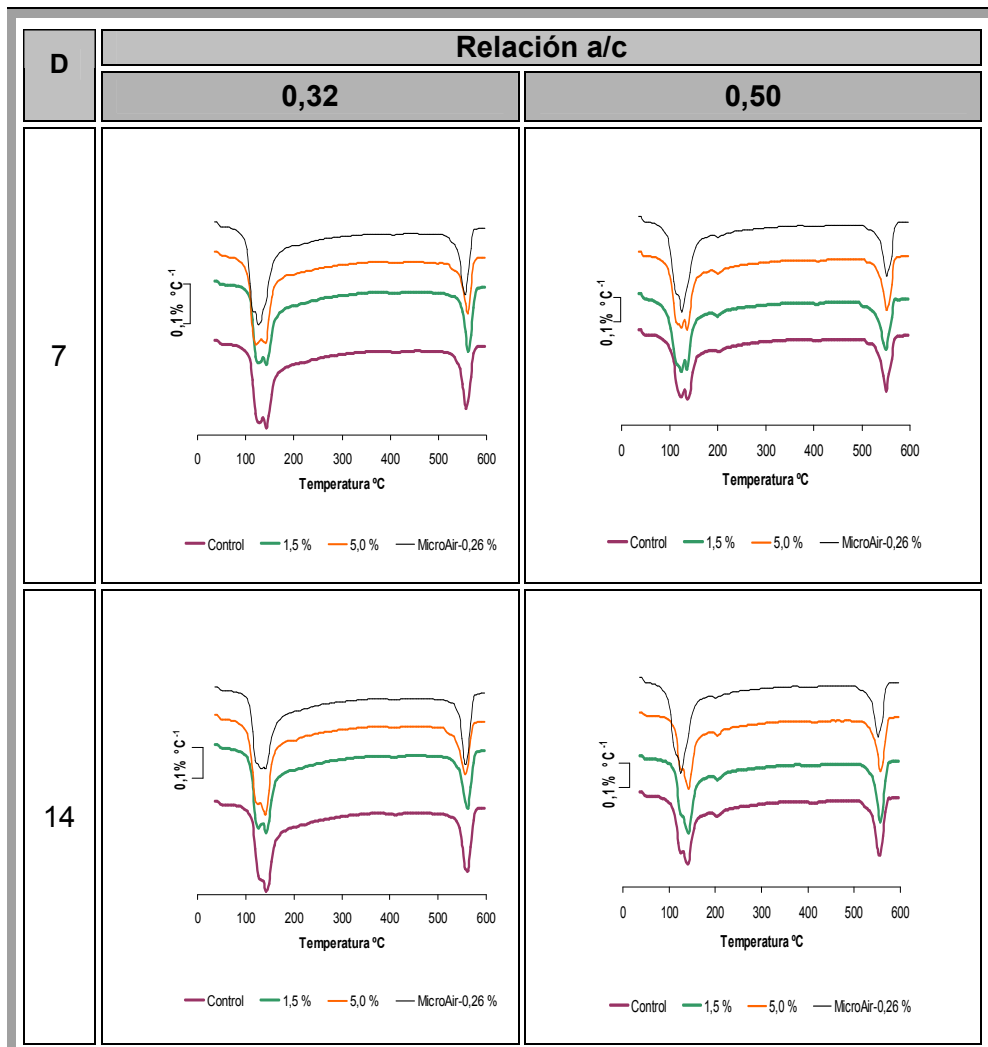 D
Relación a/c
0,32
0,50
7
0,1% °C -1
0 100 200 300 400 500 600
Temperatura ºC
Control 1,5 % 5,0 % MicroAir-0,26 %
0,1% °C -1
0 100 200 300 400 500 600
Temperatura ºC
Control 1,5 % 5,0 % MicroAir-0,26 %
14
0,1% °C -1
0 100 200 300 400 500 600
Temperatura ºC
Control 1,5 % 5,0 % MicroAir-0,26 %
0,1% °C -1
0 100 200 300 400 500 600
Temperatura ºC
Control 1,5 % 5,0 % MicroAir-0,26 %